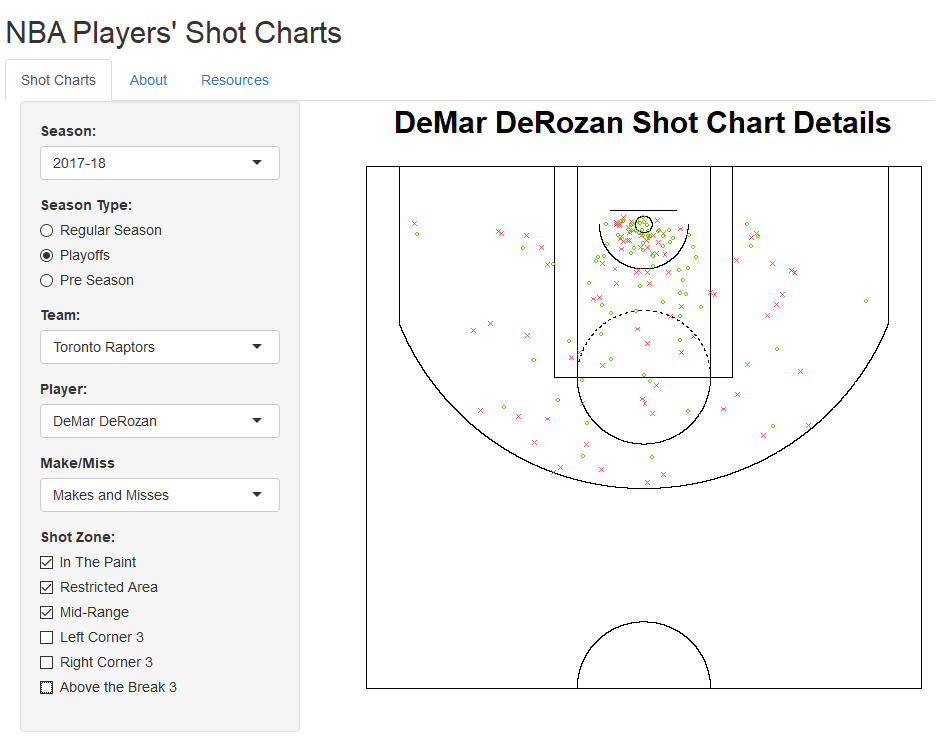 NBA Players' Shot Charts
Shot Charts About Resources
Season:
2017-18
Season Type:
Regular Season
Playoffs
Pre Season
Team:
Toronto Raptors
Player:
DeMar DeRozan
Make/Miss
Makes and Misses
Shot Zone:
In The Paint
Restricted Area
Mid-Range
Left Corner 3
Right Corner 3
Above the Break 3
DeMar DeRozan Shot Chart Details